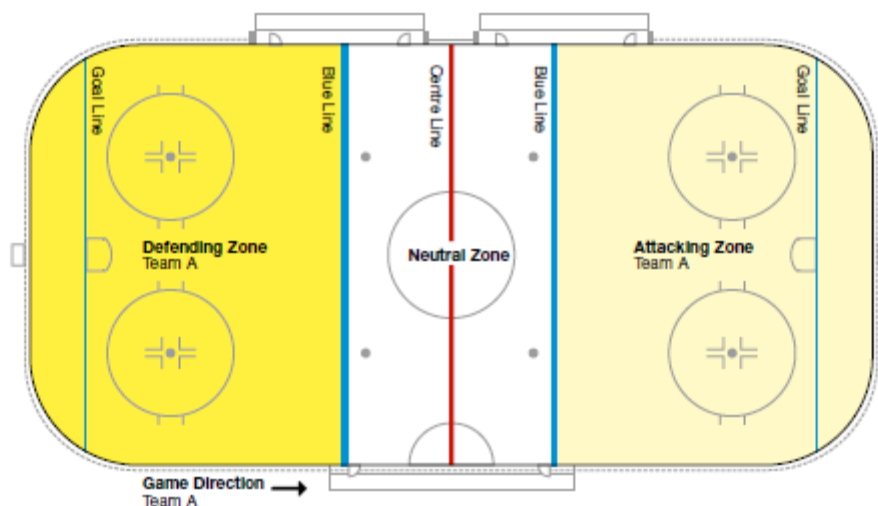 Goal Line
Blue Line
Centre Line
Blue Line
Goal Line
Defending Zone
Team A
Neutral Zone
Attacking Zone
Team A
Game Direction
Team A